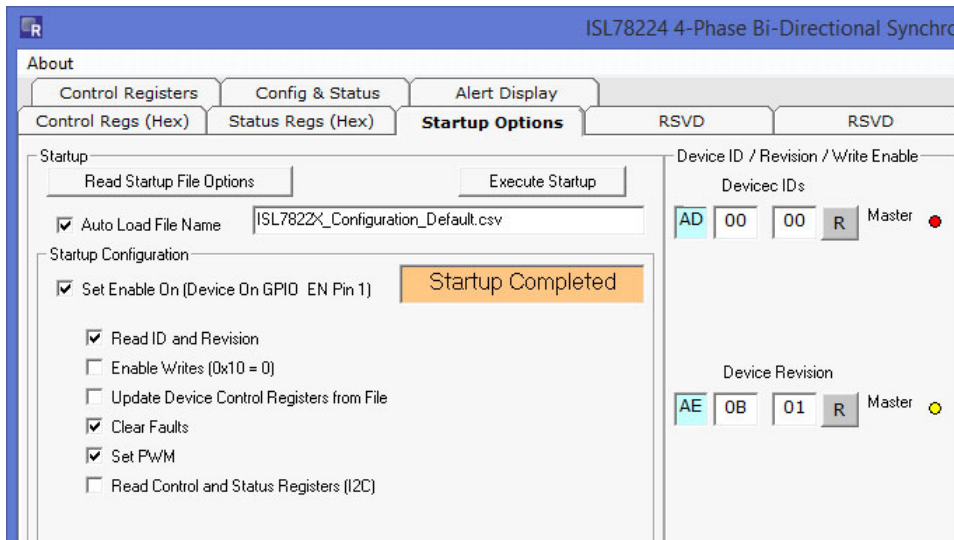 R
ISL78224 4-Phase Bi-Directional Synchro
About
Control Registers
Config & Status
Alert Display
Control Regs (Hex)
Status Regs (Hex)
Startup Options
RSVD
RSVD
Startup
Read Startup File Options
Execute Startup
Auto Load File Name
ISL7822X_Configuration_Default.csv
Startup Configuration
Set Enable On (Device On GPIO EN Pin 1)
Startup Completed
Read ID and Revision
Enable Writes (0x10 = 0)
Update Device Control Registers from File
Clear Faults
Set PWM
Read Control and Status Registers (I2C)
Device ID / Revision / Write Enable
Devicec IDs
AD 00 00 R Master
Device Revision
AE 0B 01 R Master